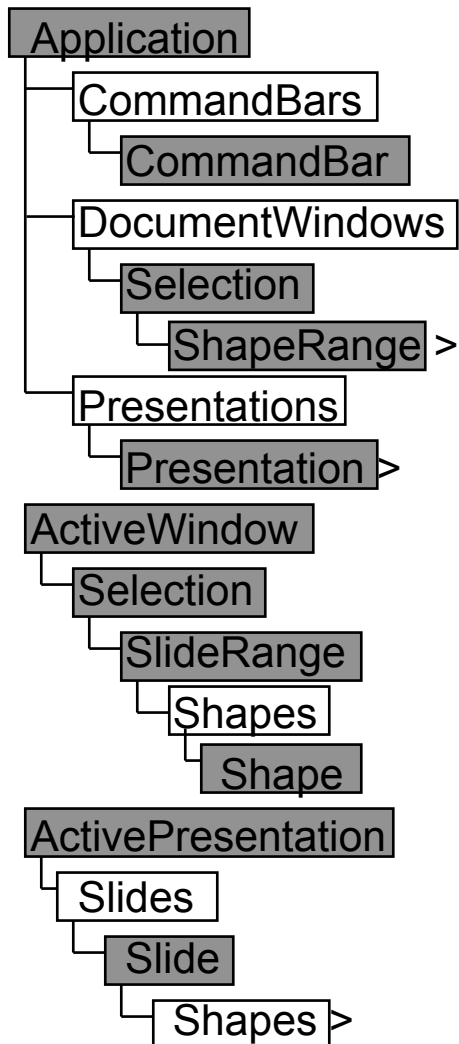 Application
CommandBars
CommandBar
DocumentWindows
Selection
ShapeRange >
Presentations
Presentation >
ActiveWindow
Selection
SlideRange
Shapes
Shape
ActivePresentation
Slides
Slide
Shapes >